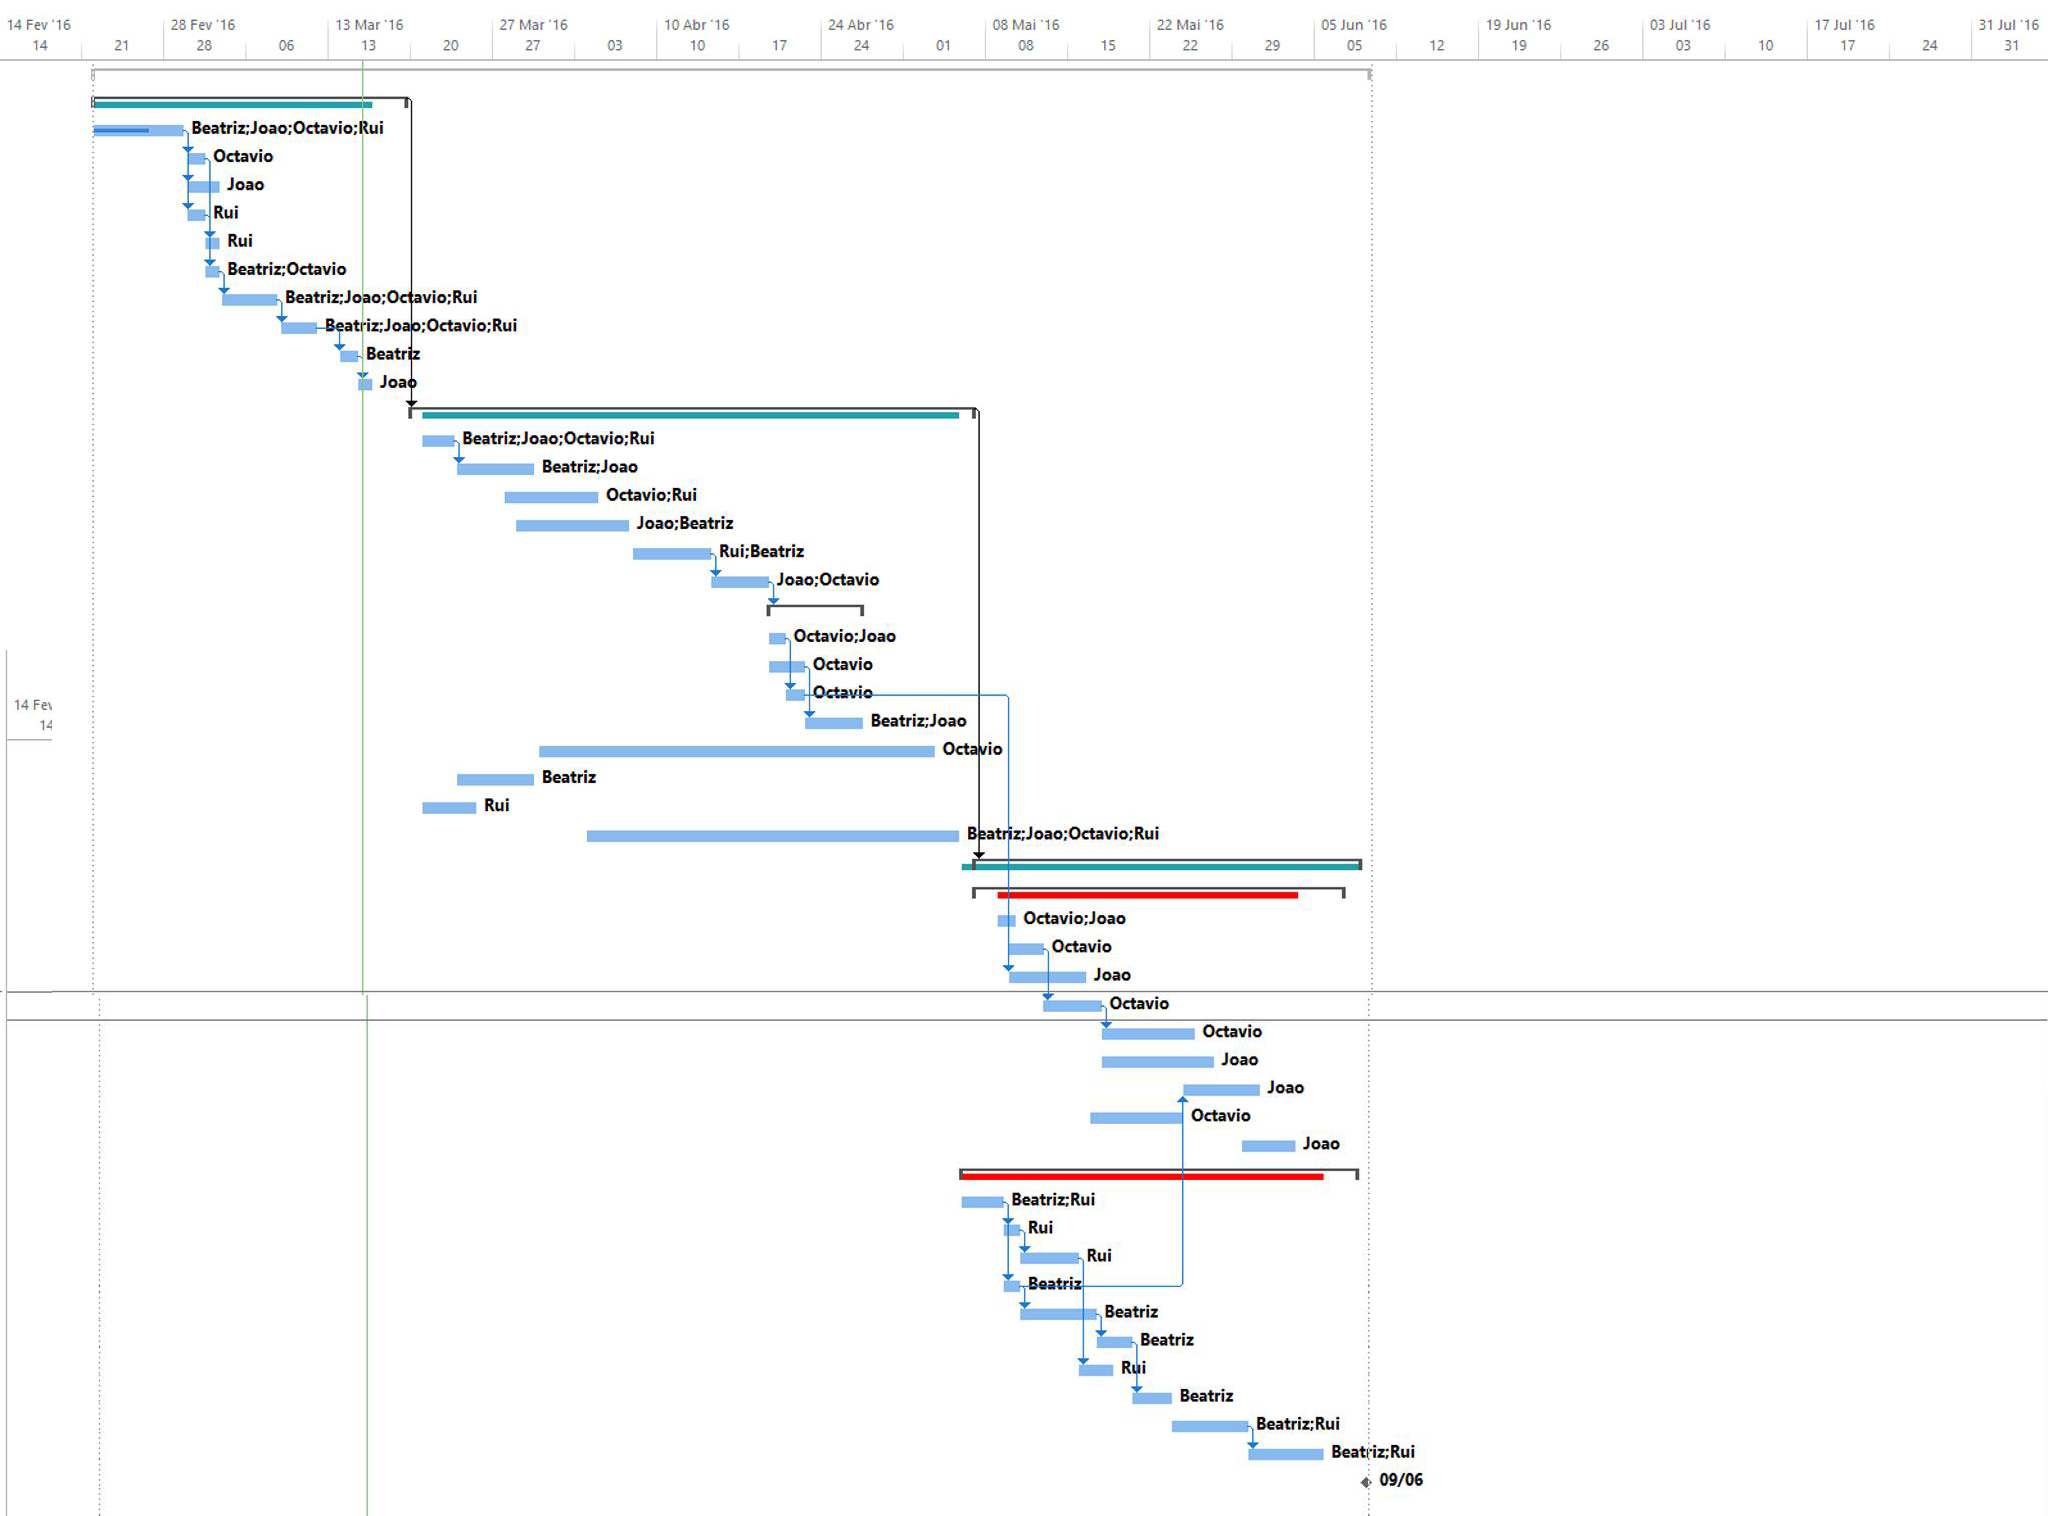 14 Fev '16 28 Fev '16 13 Mar '16 27 Mar '16 10 Abr '16 24 Abr '16 08 Mai '16 22 Mai '16 05 Jun '16 19 Jun '16 03 Jul '16 17 Jul '16 31 Jul '16
14 21 28 06 13 20 27 03 10 17 24 01 08 15 22 29 05 12 19 26 03 10 17 24 31
Beatriz;Joao;Octavio;Rui
Octavio
Joao
Rui
Rui
Beatriz;Octavio
Beatriz;Joao;Octavio;Rui
Beatriz;Joao;Octavio;Rui
Beatriz
Joao
Beatriz;Joao;Octavio;Rui
Beatriz;Joao
Octavio;Rui
Joao;Beatriz
Rui;Beatriz
Joao;Octavio
Octavio;Joao
Octavio
Octavio
14 Fev
Beatriz;Joao
14
Octavio
Beatriz
Rui
Beatriz;Joao;Octavio;Rui
Octavio;Joao
Octavio
Joao
Octavio
Octavio
Joao
Joao
Octavio
Joao
Beatriz;Rui
Rui
Rui
Beatriz
Beatriz
Beatriz
Rui
Beatriz
Beatriz;Rui
Beatriz;Rui
09/06